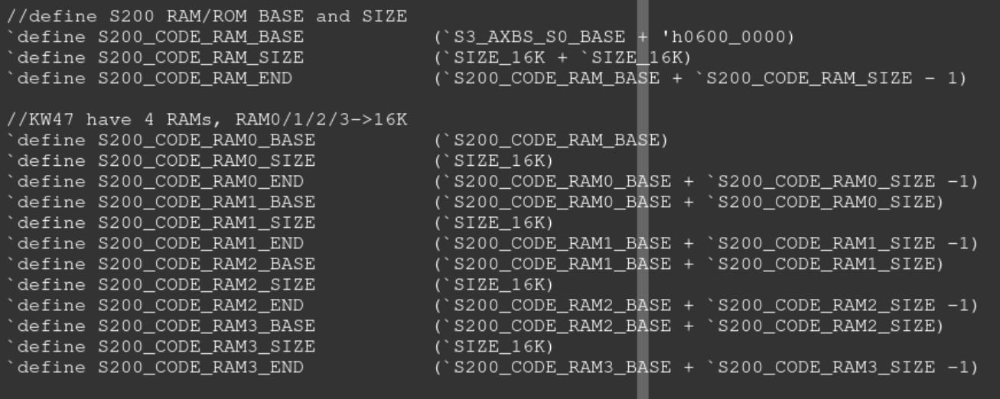 //define S200 RAM/ROM BASE and SIZE
`define S200_CODE_RAM_BASE (`S3_AXBS_S0_BASE + 'h0600_0000)
`define S200_CODE_RAM_SIZE (`SIZE_16K + `SIZE_16K)
`define S200_CODE_RAM_END (`S200_CODE_RAM_BASE + `S200_CODE_RAM_SIZE - 1)
//KW47 have 4 RAMs, RAM0/1/2/3->16K
`define S200_CODE_RAM0_BASE (`S200_CODE_RAM_BASE)
`define S200_CODE_RAM0_SIZE (`SIZE_16K)
`define S200_CODE_RAM0_END (`S200_CODE_RAM0_BASE + `S200_CODE_RAM0_SIZE -1)
`define S200_CODE_RAM1_BASE (`S200_CODE_RAM0_BASE + `S200_CODE_RAM0_SIZE)
`define S200_CODE_RAM1_SIZE (`SIZE_16K)
`define S200_CODE_RAM1_END (`S200_CODE_RAM1_BASE + `S200_CODE_RAM1_SIZE -1)
`define S200_CODE_RAM2_BASE (`S200_CODE_RAM1_BASE + `S200_CODE_RAM1_SIZE)
`define S200_CODE_RAM2_SIZE (`SIZE_16K)
`define S200_CODE_RAM2_END (`S200_CODE_RAM2_BASE + `S200_CODE_RAM2_SIZE -1)
`define S200_CODE_RAM3_BASE (`S200_CODE_RAM2_BASE + `S200_CODE_RAM2_SIZE)
`define S200_CODE_RAM3_SIZE (`SIZE_16K)
`define S200_CODE_RAM3_END (`S200_CODE_RAM3_BASE + `S200_CODE_RAM3_SIZE -1)